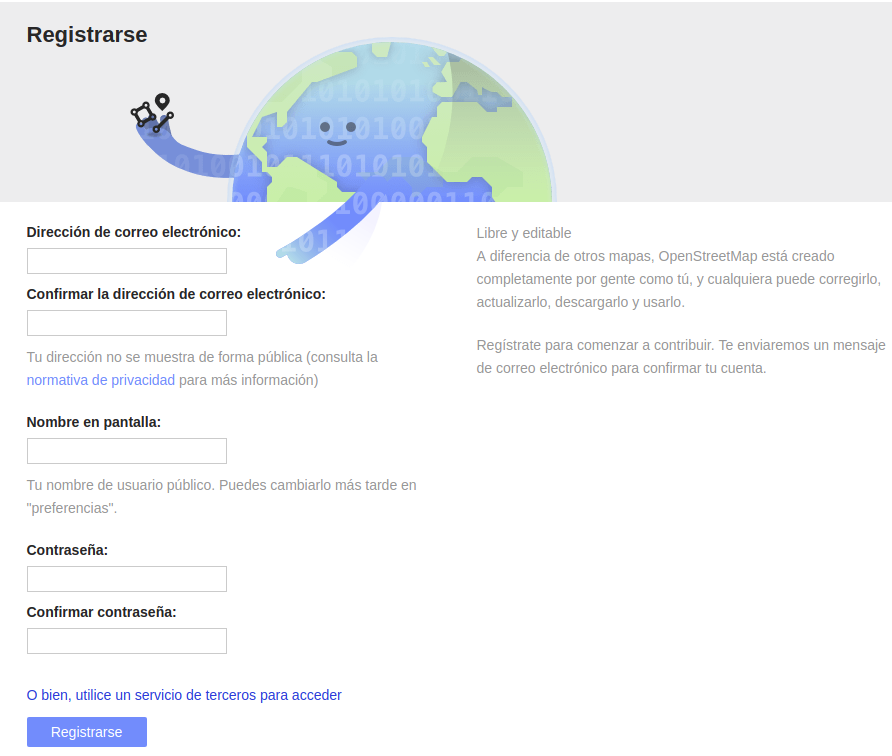 Registrarse
Dirección de correo electrónico:
Confirmar la dirección de correo electrónico:
Tu dirección no se muestra de forma pública (consulta la
normativa de privacidad para más información)
Nombre en pantalla:
Tu nombre de usuario público. Puedes cambiarlo más tarde en
"preferencias".
Contraseña:
Confirmar contraseña:
O bien, utilice un servicio de terceros para acceder
Registrarse
Libre y editable
A diferencia de otros mapas, OpenStreetMap está creado
completamente por gente como tú, y cualquiera puede corregirlo,
actualizarlo, descargarlo y usarlo.
Regístrate para comenzar a contribuir. Te enviaremos un mensaje
de correo electrónico para confirmar tu cuenta.